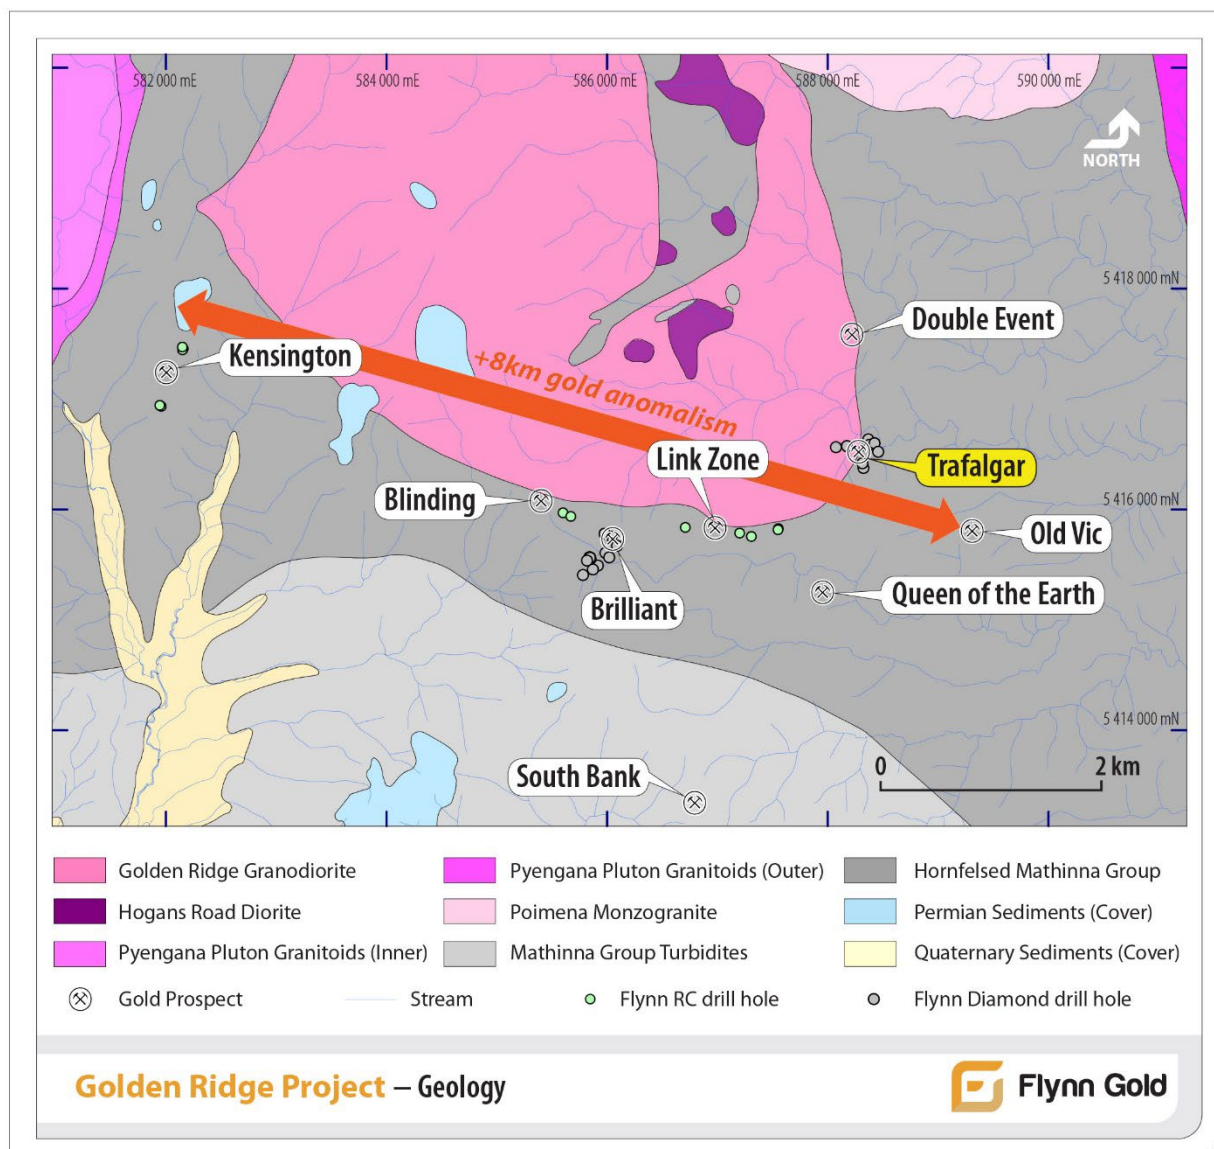 582 000 mE
584 000 mE
586 000 mE
588 000 mE
590 000 mE
NORTH
5 418 000 mN
Double Event
Kensington
+8km gold anomalism
Link Zone
Trafalgar
Blinding
5 416 000 mN
Old Vic
Brilliant
Queen of the Earth
5 414 000 mN
South Bank
0 2 km
Golden Ridge Granodiorite
Pyengana Pluton Granitoids (Outer)
Hornfelsed Mathinna Group
Hogans Road Diorite
Poimena Monzogranite
Permian Sediments (Cover)
Pyengana Pluton Granitoids (Inner)
Mathinna Group Turbidites
Quaternary Sediments (Cover)
Gold Prospect
Stream
Flynn RC drill hole
Flynn Diamond drill hole
Golden Ridge Project – Geology
Flynn Gold